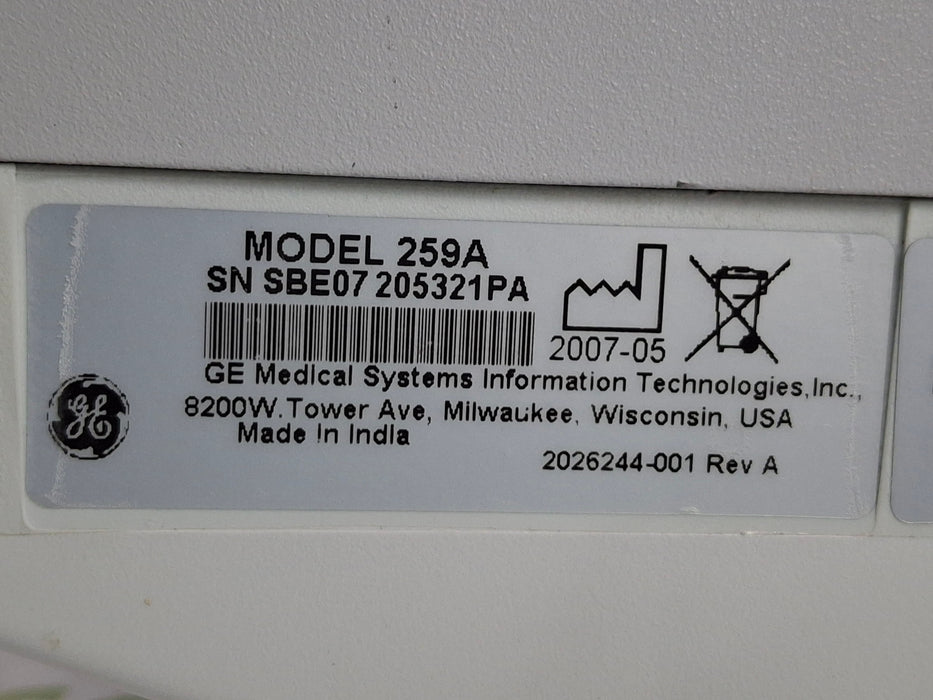 MODEL 259A
SN SBE07 205321PA
2007-05
GE Medical Systems Information Technologies,Inc.,
8200W.Tower Ave, Milwaukee, Wisconsin, USA
Made In India
GE
2026244-001 Rev A